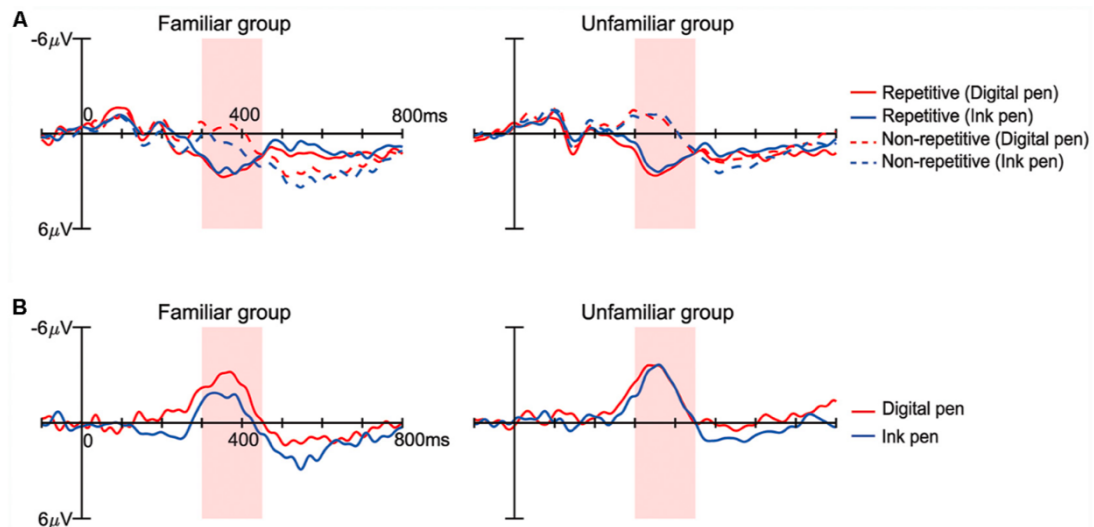 A
Familiar group
Unfamiliar group
-6μV
0
400
800ms
6μV
Repetitive (Digital pen)
Repetitive (Ink pen)
Non-repetitive (Digital pen)
Non-repetitive (Ink pen)
B
Familiar group
Unfamiliar group
-6μV
0
400
800ms
6μV
Digital pen
Ink pen